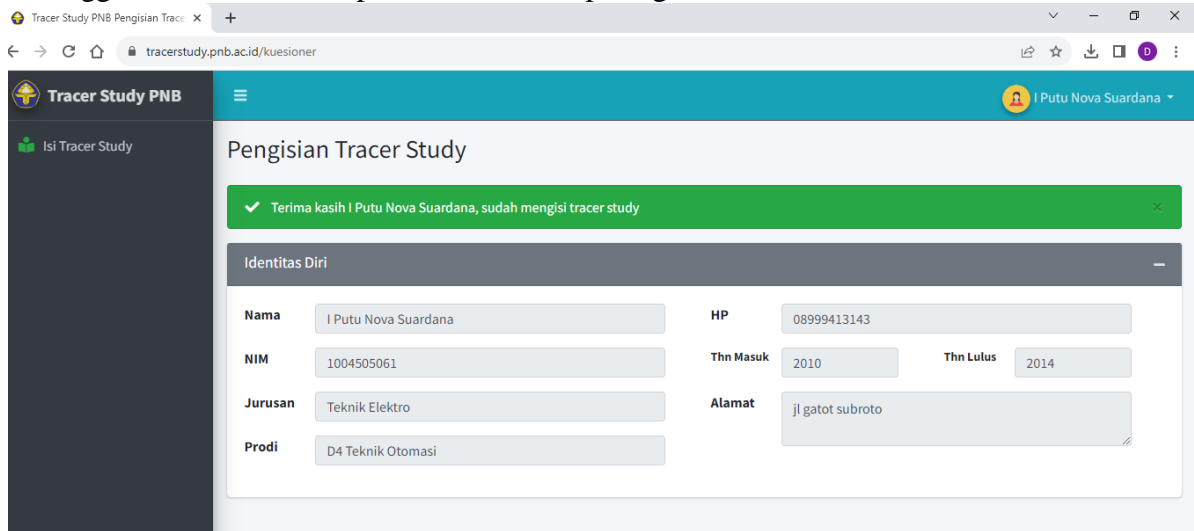 Tracer Study PNB Pengisian Trace
tracerstudy.pnb.ac.id/kuesioner
D
Tracer Study PNB
I Putu Nova Suardana
Isi Tracer Study
Pengisian Tracer Study
Terima kasih I Putu Nova Suardana, sudah mengisi tracer study
Identitas Diri
Nama I Putu Nova Suardana HP 08999413143
NIM 1004505061 Thn Masuk 2010 Thn Lulus 2014
Jurusan Teknik Elektro Alamat jl gatot subroto
Prodi D4 Teknik Otomasi